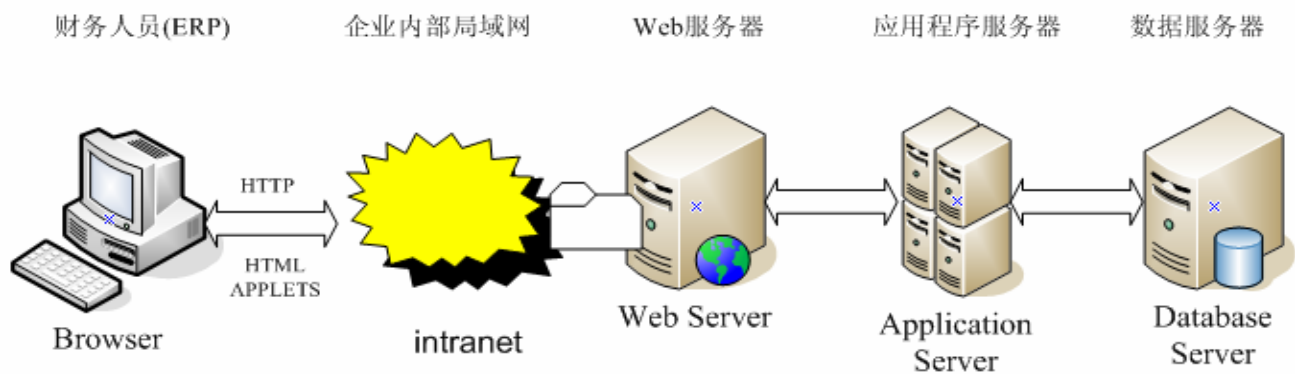 财务人员(ERP)
企业内部局域网
Web服务器
应用程序服务器
数据服务器
HTTP
HTML
APPLETS
Browser
intranet
Web Server
Application
Server
Database
Server